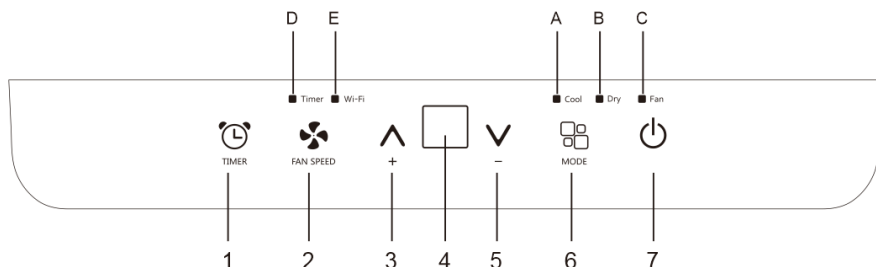 D E A B C
Timer Wi-Fi Cool Dry Fan
+ −
TIMER FAN SPEED MODE
1 2 3 4 5 6 7